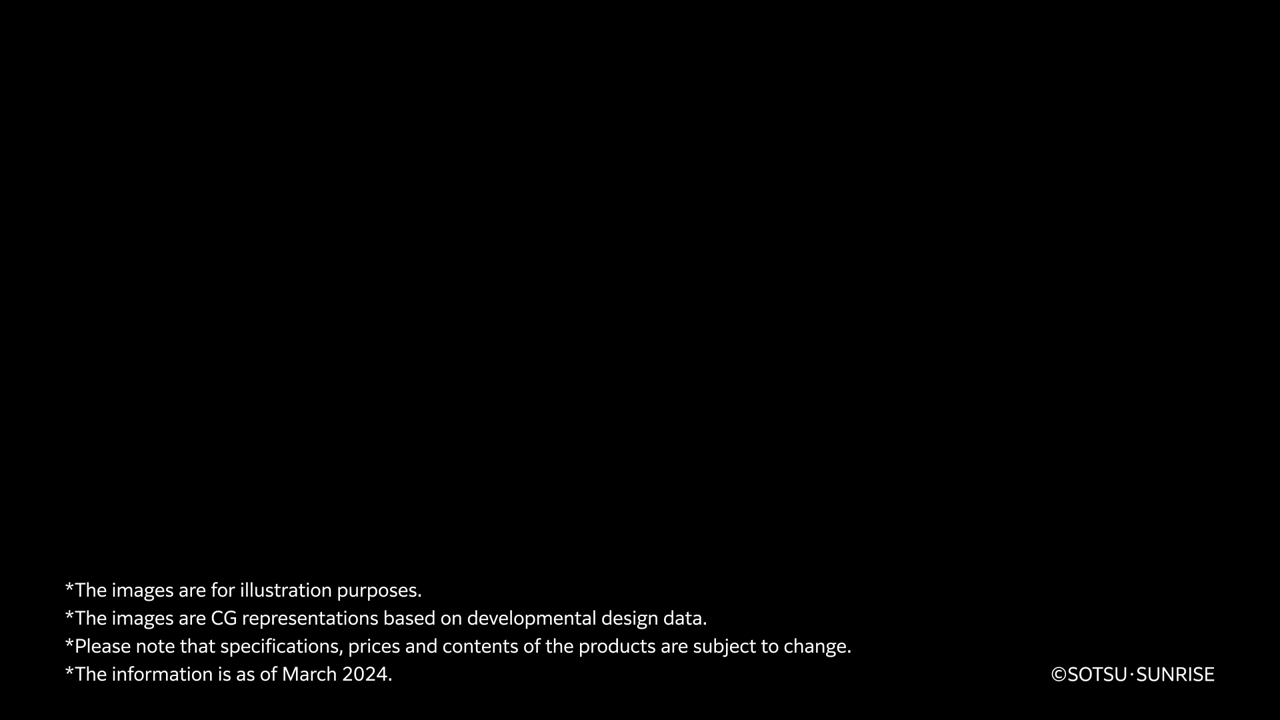 *The images are for illustration purposes.
*The images are CG representations based on developmental design data.
*Please note that specifications, prices and contents of the products are subject to change.
*The information is as of March 2024.
©SOTSU·SUNRISE